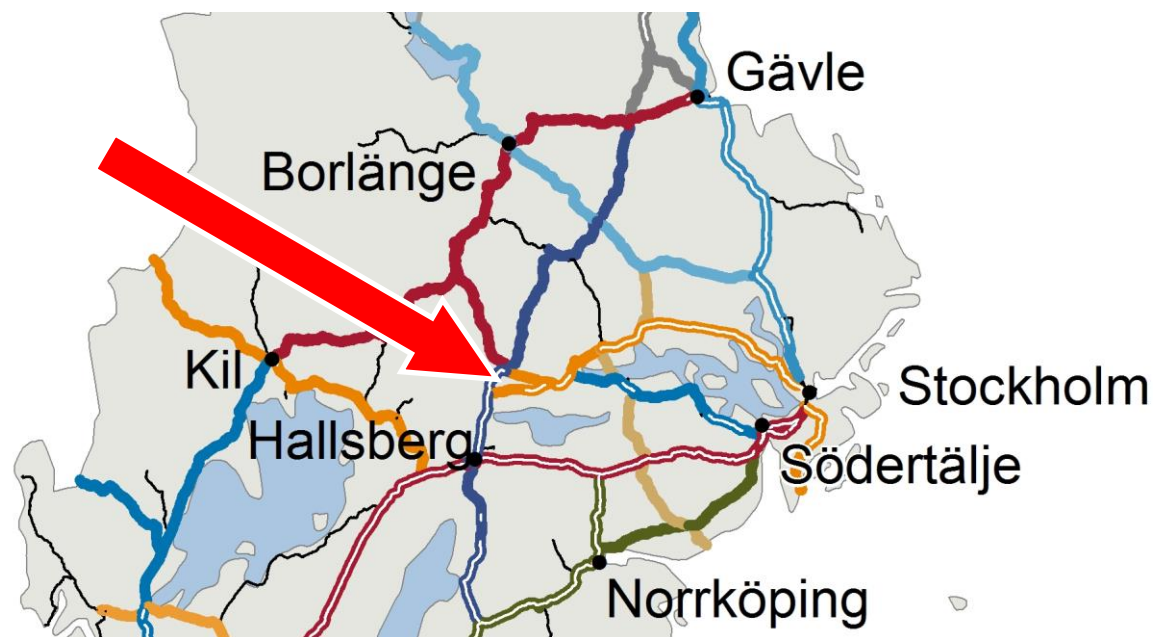 Gävle
Borlänge
Kil
Stockholm
Hallsberg
Södertälje
Norrköping